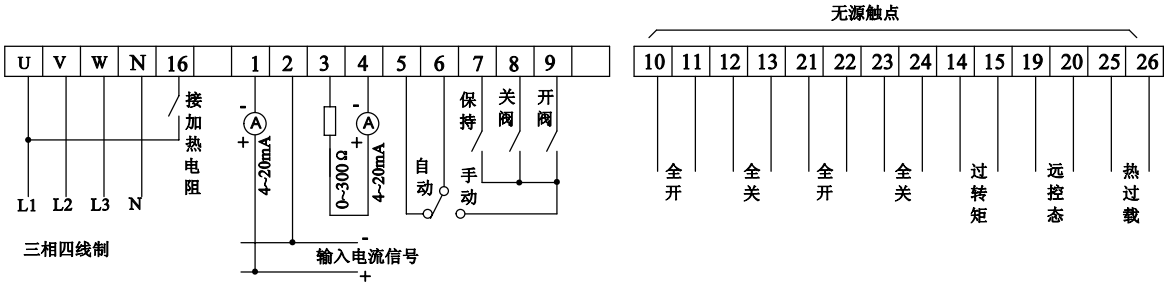 无源触点
U V W N 16 1 2 3 4 5 6 7 8 9
10 11 12 13 21 22 23 24 14 15 19 20 25 26
接加热电阻
-
A
+
4~20mA
0~300Ω
-
A
+
4~20mA
自动
手动
保持
关阀
开阀
全开
全关
全开
全关
过转矩
远控态
热过载
L1 L2 L3 N
三相四线制
-
输入电流信号
+